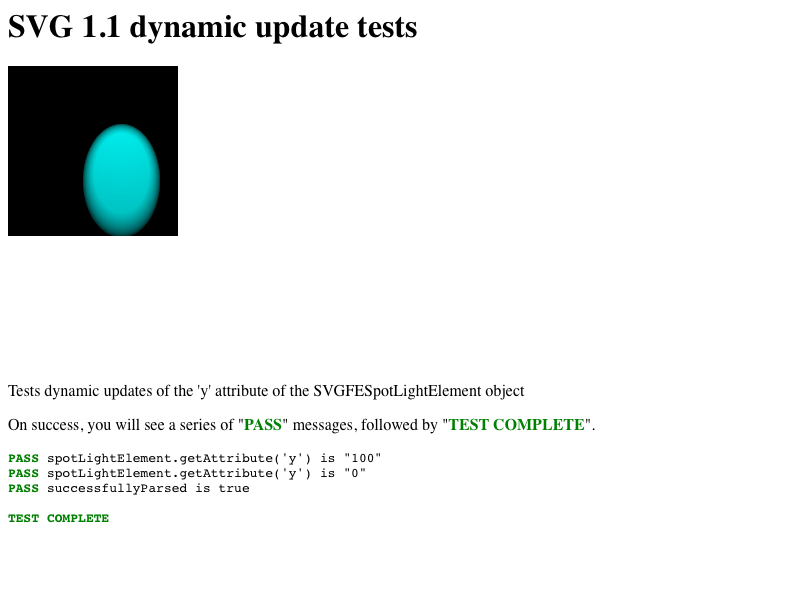 SVG 1.1 dynamic update tests
Tests dynamic updates of the 'y' attribute of the SVGFESpotLightElement object
On success, you will see a series of "PASS" messages, followed by "TEST COMPLETE".
PASS spotLightElement.getAttribute('y') is "100"
PASS spotLightElement.getAttribute('y') is "0"
PASS successfullyParsed is true
TEST COMPLETE